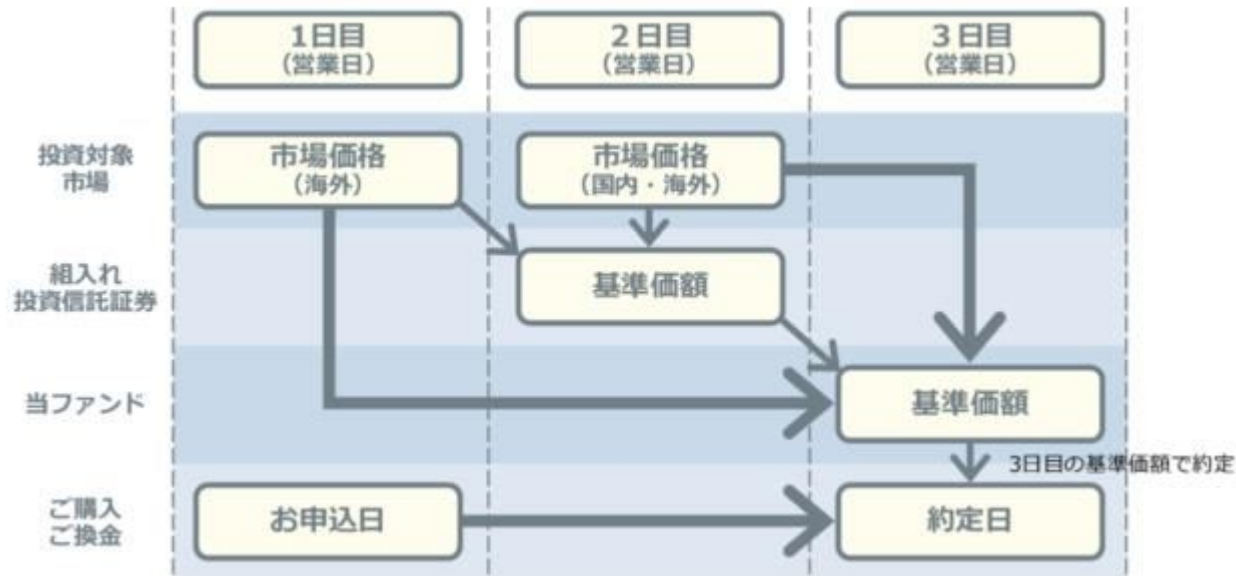 1日目
（営業日）
2日目
（営業日）
3日目
（営業日）
投資対象
市場
市場価格
（海外）
市場価格
（国内・海外）
組入れ
投資信託証券
基準価額
当ファンド
基準価額
3日目の基準価額で約定
ご購入
ご換金
お申込日
約定日